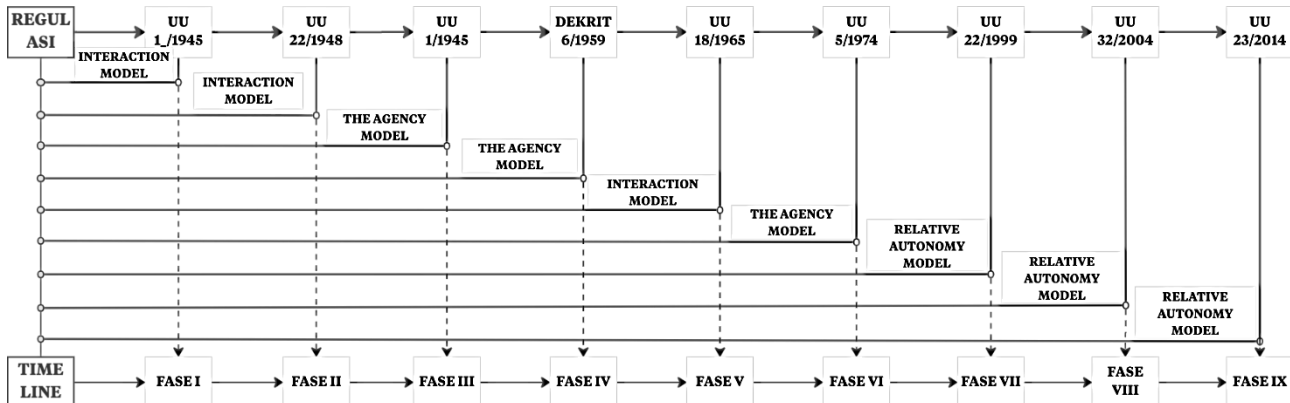 REGUL
ASI
UU
1_/1945
UU
22/1948
UU
1/1945
DEKRIT
6/1959
UU
18/1965
UU
5/1974
UU
22/1999
UU
32/2004
UU
23/2014
INTERACTION
MODEL
INTERACTION
MODEL
THE AGENCY
MODEL
THE AGENCY
MODEL
INTERACTION
MODEL
THE AGENCY
MODEL
RELATIVE
AUTONOMY
MODEL
RELATIVE
AUTONOMY
MODEL
RELATIVE
AUTONOMY
MODEL
TIME
LINE
FASE I
FASE II
FASE III
FASE IV
FASE V
FASE VI
FASE VII
FASE
VIII
FASE IX